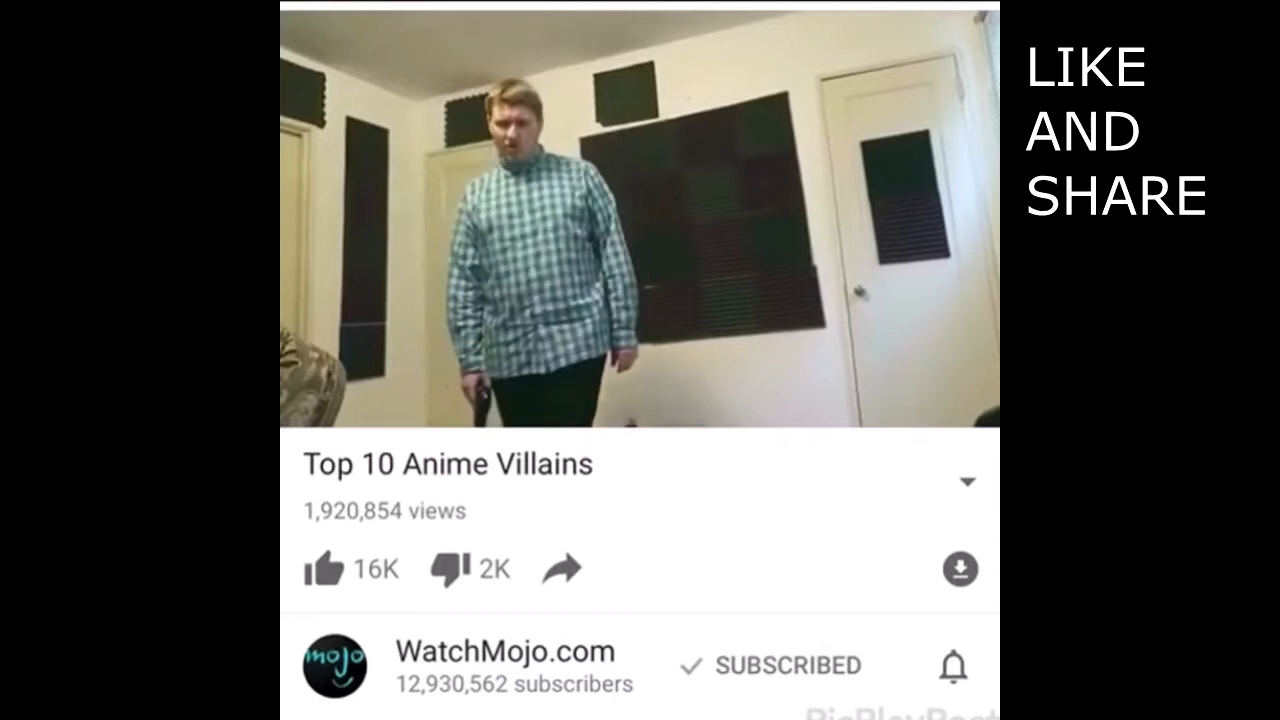 LIKE
AND
SHARE
Top 10 Anime Villains
1,920,854 views
16K 2K
mojo
WatchMojo.com
SUBSCRIBED
12,930,562 subscribers